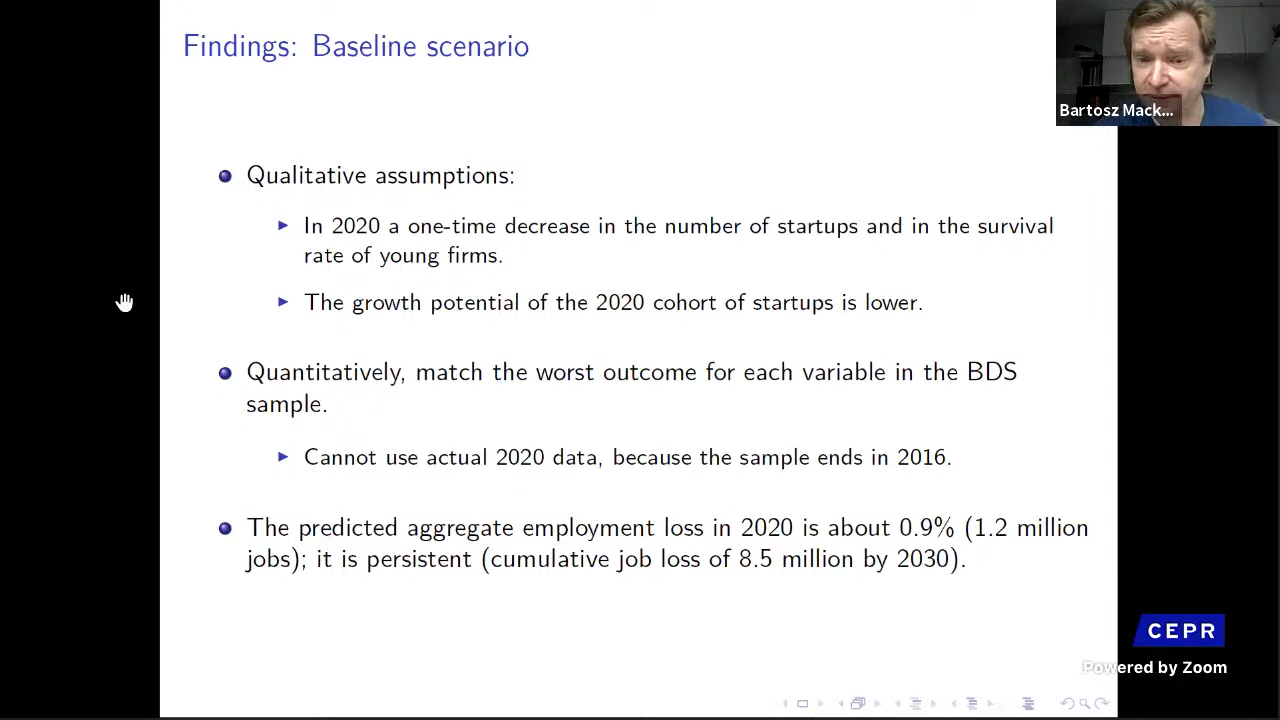 Findings: Baseline scenario
Bartosz Mack...
Qualitative assumptions:
In 2020 a one-time decrease in the number of startups and in the survival
rate of young firms.
The growth potential of the 2020 cohort of startups is lower.
Quantitatively, match the worst outcome for each variable in the BDS
sample.
Cannot use actual 2020 data, because the sample ends in 2016.
The predicted aggregate employment loss in 2020 is about 0.9% (1.2 million
jobs); it is persistent (cumulative job loss of 8.5 million by 2030).
CEPR
Powered by Zoom